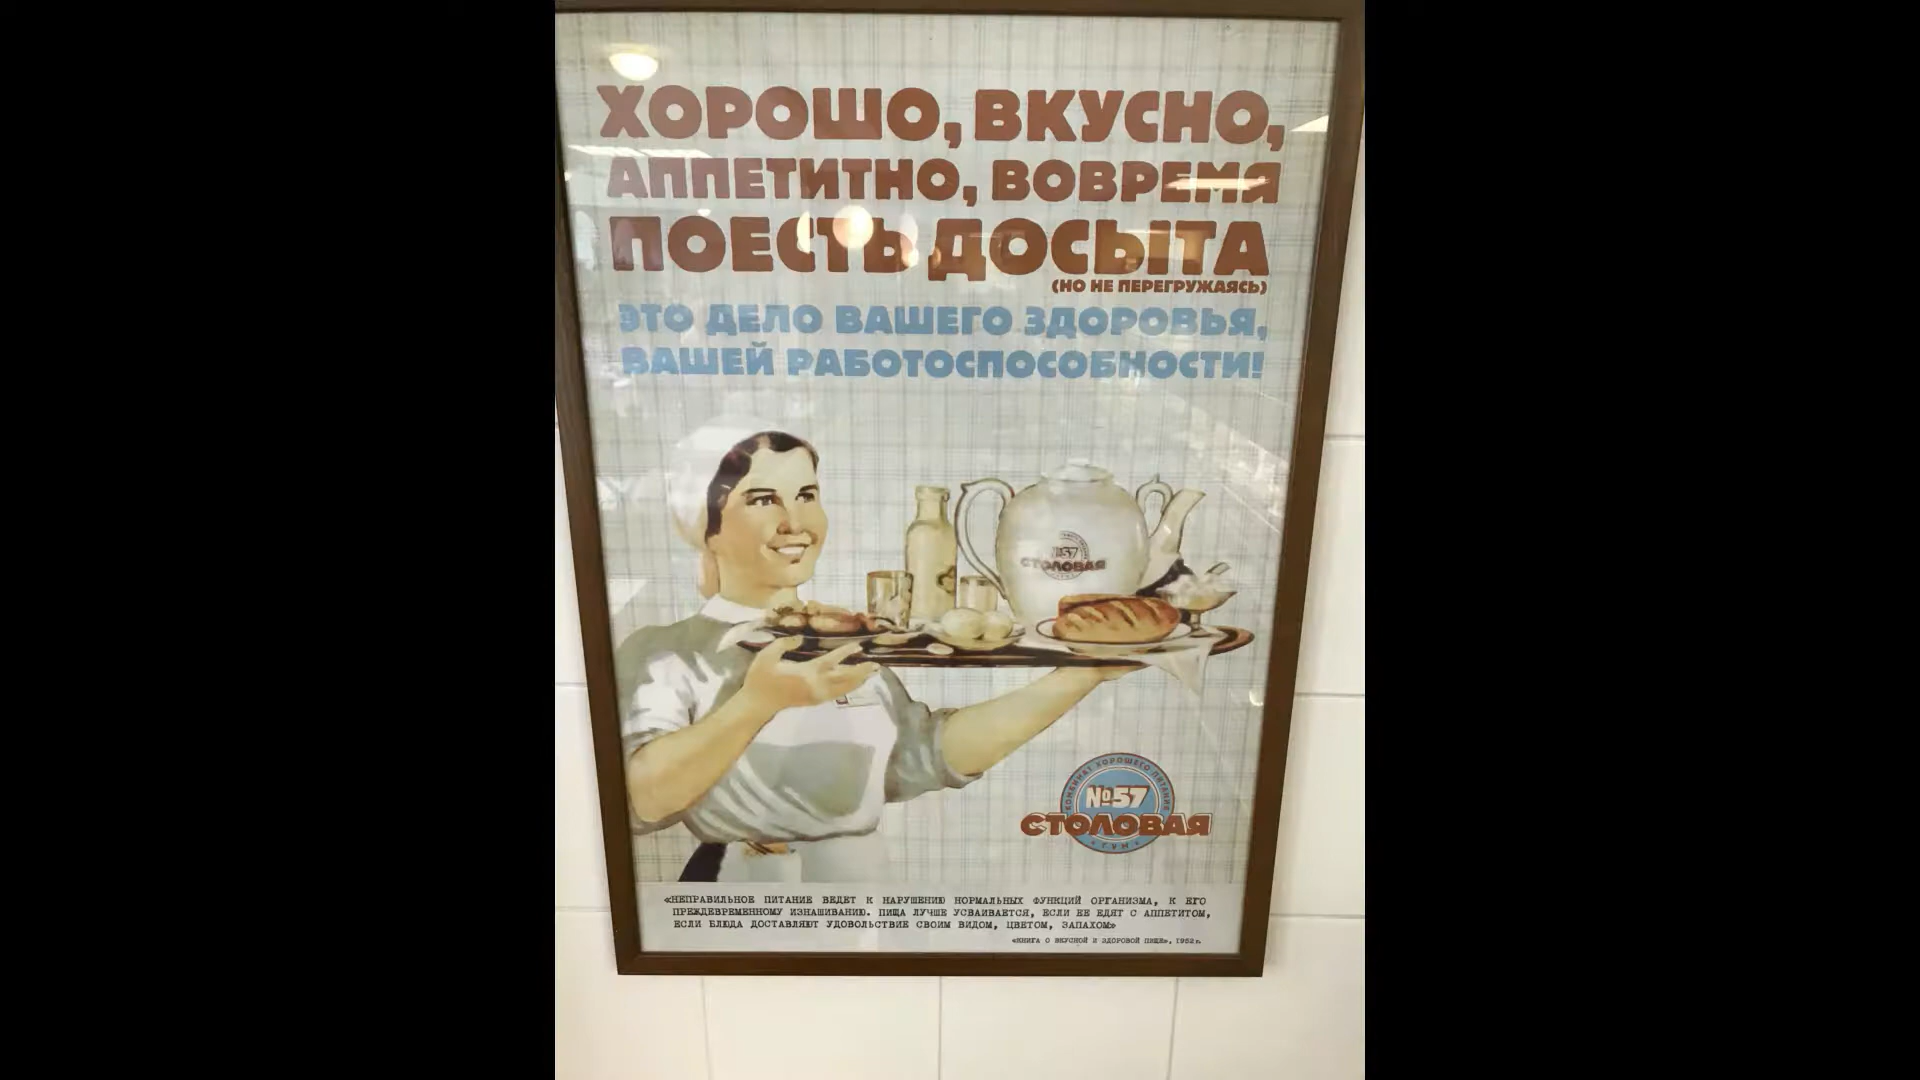 ХОРОШО, ВКУСНО,
АППЕТИТНО, ВОВРЕМЯ
ПОЕСТЬ ДОСЫТА
(НО НЕ ПЕРЕГРУЖАЯСЬ)
ЭТО ДЕЛО ВАШЕГО ЗДОРОВЬЯ,
ВАШЕЙ РАБОТОСПОСОБНОСТИ!
№57
СТОЛОВАЯ
КОМБИНАТ ХОРОШЕГО ПИТАНИЯ
№57
СТОЛОВАЯ
ГУМ
«НЕПРАВИЛЬНОЕ ПИТАНИЕ ВЕДЕТ К НАРУШЕНИЮ НОРМАЛЬНЫХ ФУНКЦИЙ ОРГАНИЗМА, К ЕГО
ПРЕЖДЕВРЕМЕННОМУ ИЗНАШИВАНИЮ. ПИЩА ЛУЧШЕ УСВАИВАЕТСЯ, ЕСЛИ ЕЕ ЕДЯТ С АППЕТИТОМ,
ЕСЛИ БЛЮДА ДОСТАВЛЯЮТ УДОВОЛЬСТВИЕ СВОИМ ВИДОМ, ЦВЕТОМ, ЗАПАХОМ»
«КНИГА О ВКУСНОЙ И ЗДОРОВОЙ ПИЩЕ», 1952 г.